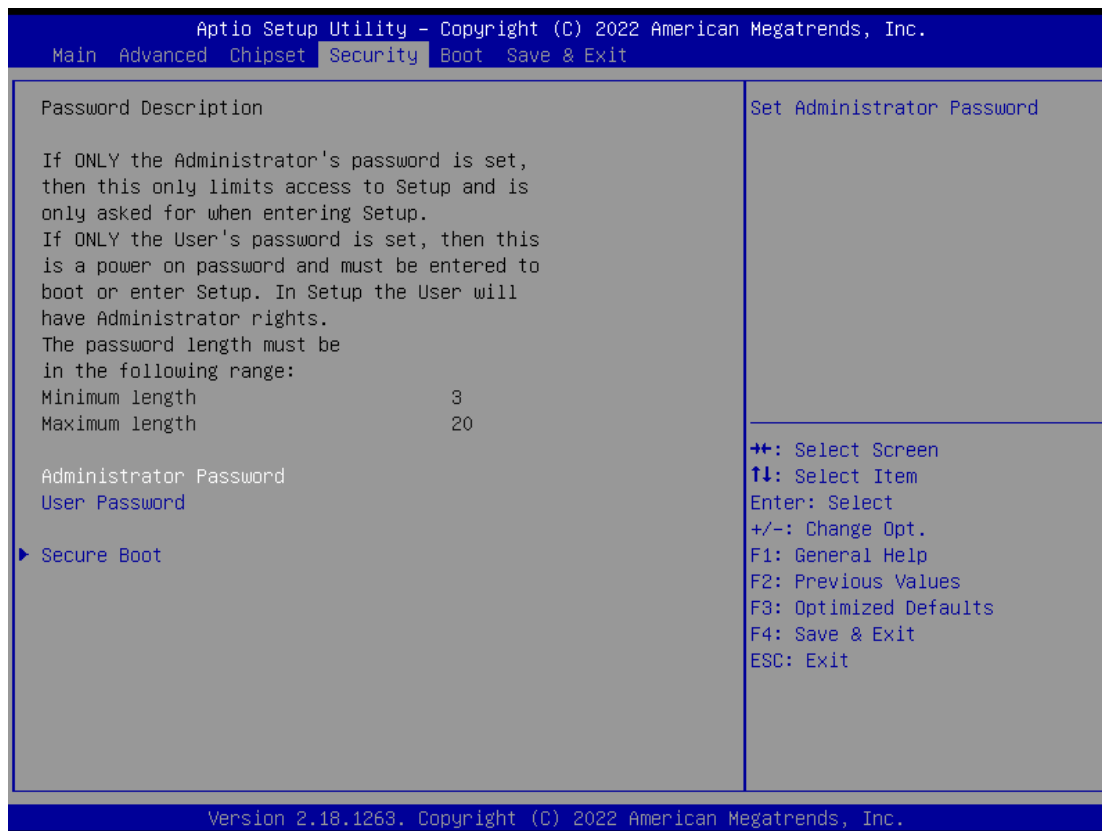 Aptio Setup Utility – Copyright (C) 2022 American Megatrends, Inc.
Main Advanced Chipset Security Boot Save & Exit
Password Description
If ONLY the Administrator's password is set,
then this only limits access to Setup and is
only asked for when entering Setup.
If ONLY the User's password is set, then this
is a power on password and must be entered to
boot or enter Setup. In Setup the User will
have Administrator rights.
The password length must be
in the following range:
Minimum length 3
Maximum length 20
Administrator Password
User Password
Secure Boot
Set Administrator Password
→←: Select Screen
↑↓: Select Item
Enter: Select
+/-: Change Opt.
F1: General Help
F2: Previous Values
F3: Optimized Defaults
F4: Save & Exit
ESC: Exit
Version 2.18.1263. Copyright (C) 2022 American Megatrends, Inc.